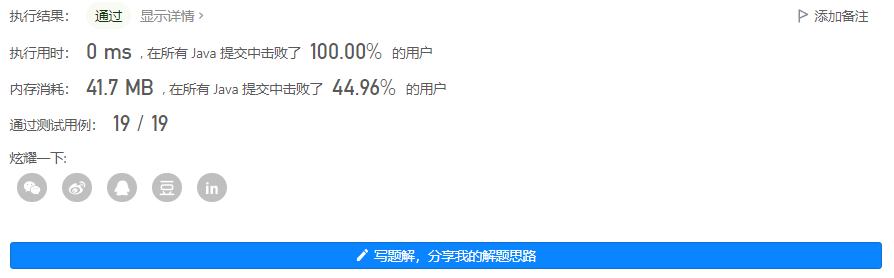 执行结果： 通过 显示详情 › 添加备注
执行用时： 0 ms , 在所有 Java 提交中击败了 100.00% 的用户
内存消耗： 41.7 MB , 在所有 Java 提交中击败了 44.96% 的用户
通过测试用例： 19 / 19
炫耀一下:
豆 in
写题解，分享我的解题思路